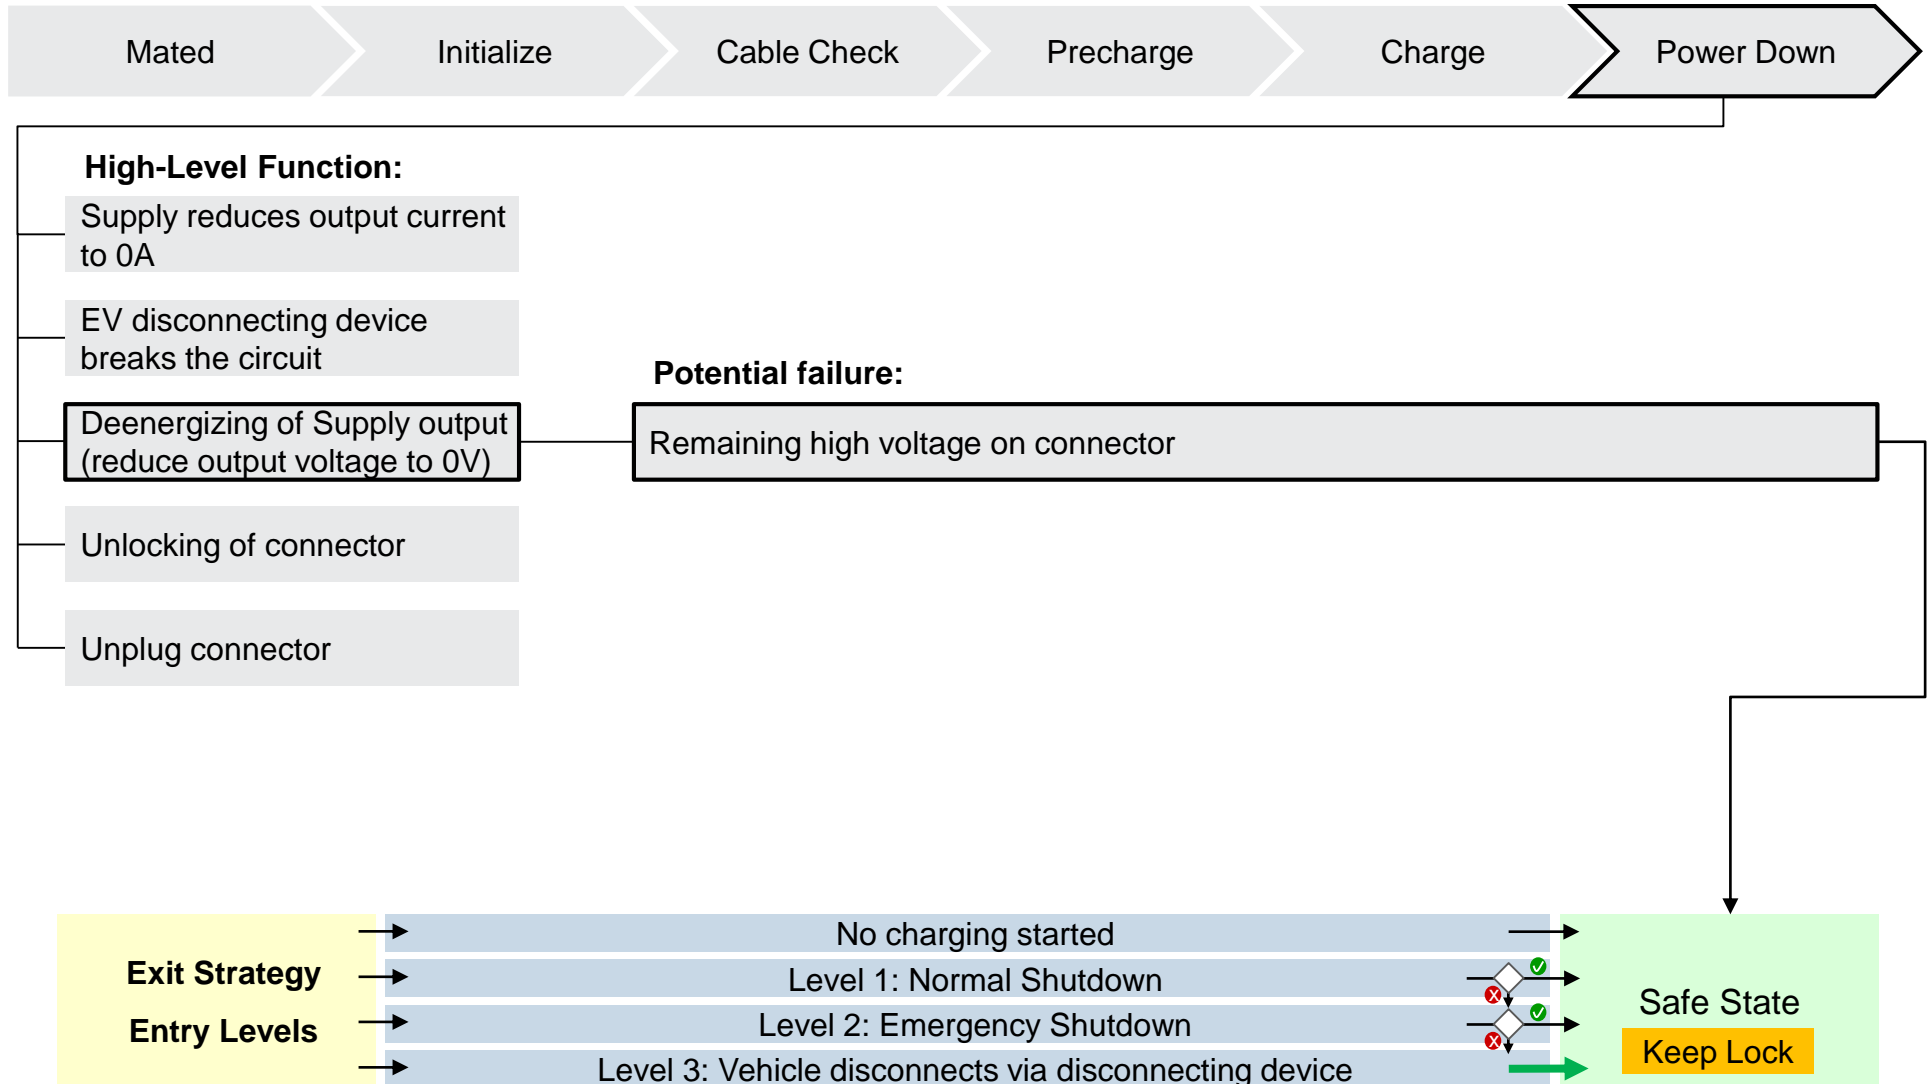 Mated
Initialize
Cable Check
Precharge
Charge
Power Down
High-Level Function:
Supply reduces output current
to 0A
EV disconnecting device
breaks the circuit
Potential failure:
Deenergizing of Supply output
(reduce output voltage to 0V)
Remaining high voltage on connector
Unlocking of connector
Unplug connector
Exit Strategy
Entry Levels
No charging started
Level 1: Normal Shutdown
Level 2: Emergency Shutdown
Level 3: Vehicle disconnects via disconnecting device
Safe State
Keep Lock